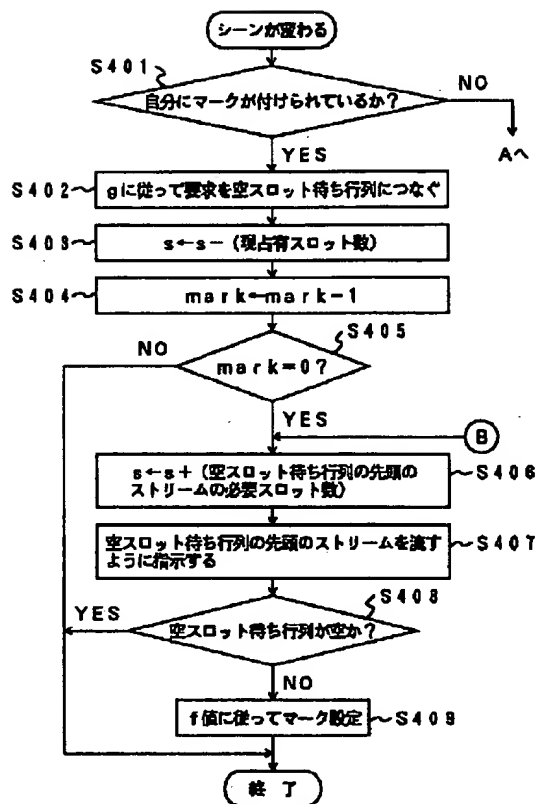 シーンが変わる
S401
自分にマークが付けられているか？
NO
Aへ
YES
S402
gに従って要求を空スロット待ち行列につなぐ
S403
s←s−（現占有スロット数）
S404
mark←mark−1
S405
NO
mark=0？
YES
B
s←s＋（空スロット待ち行列の先頭の
ストリームの必要スロット数）
S406
空スロット待ち行列の先頭のストリームを流す
ように指示する
S407
S408
YES
空スロット待ち行列が空か？
NO
f値に従ってマーク設定
S409
終了